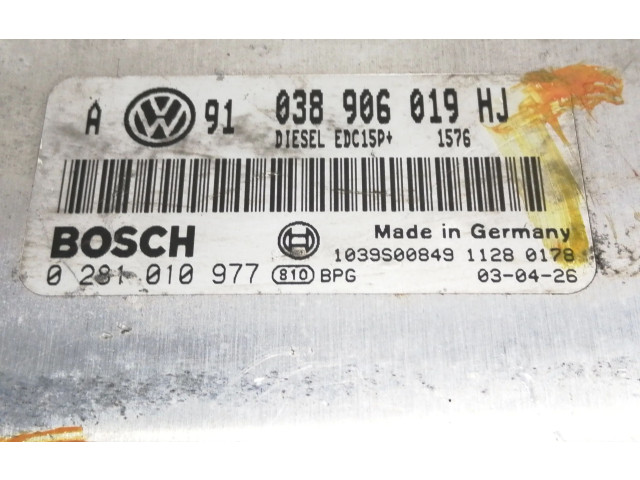 A VW 91 038 906 019 HJ
DIESEL EDC15P+ 1576
BOSCH Made in Germany
1039S00849 1128 0178
0 281 010 977 810 BPG 03-04-26